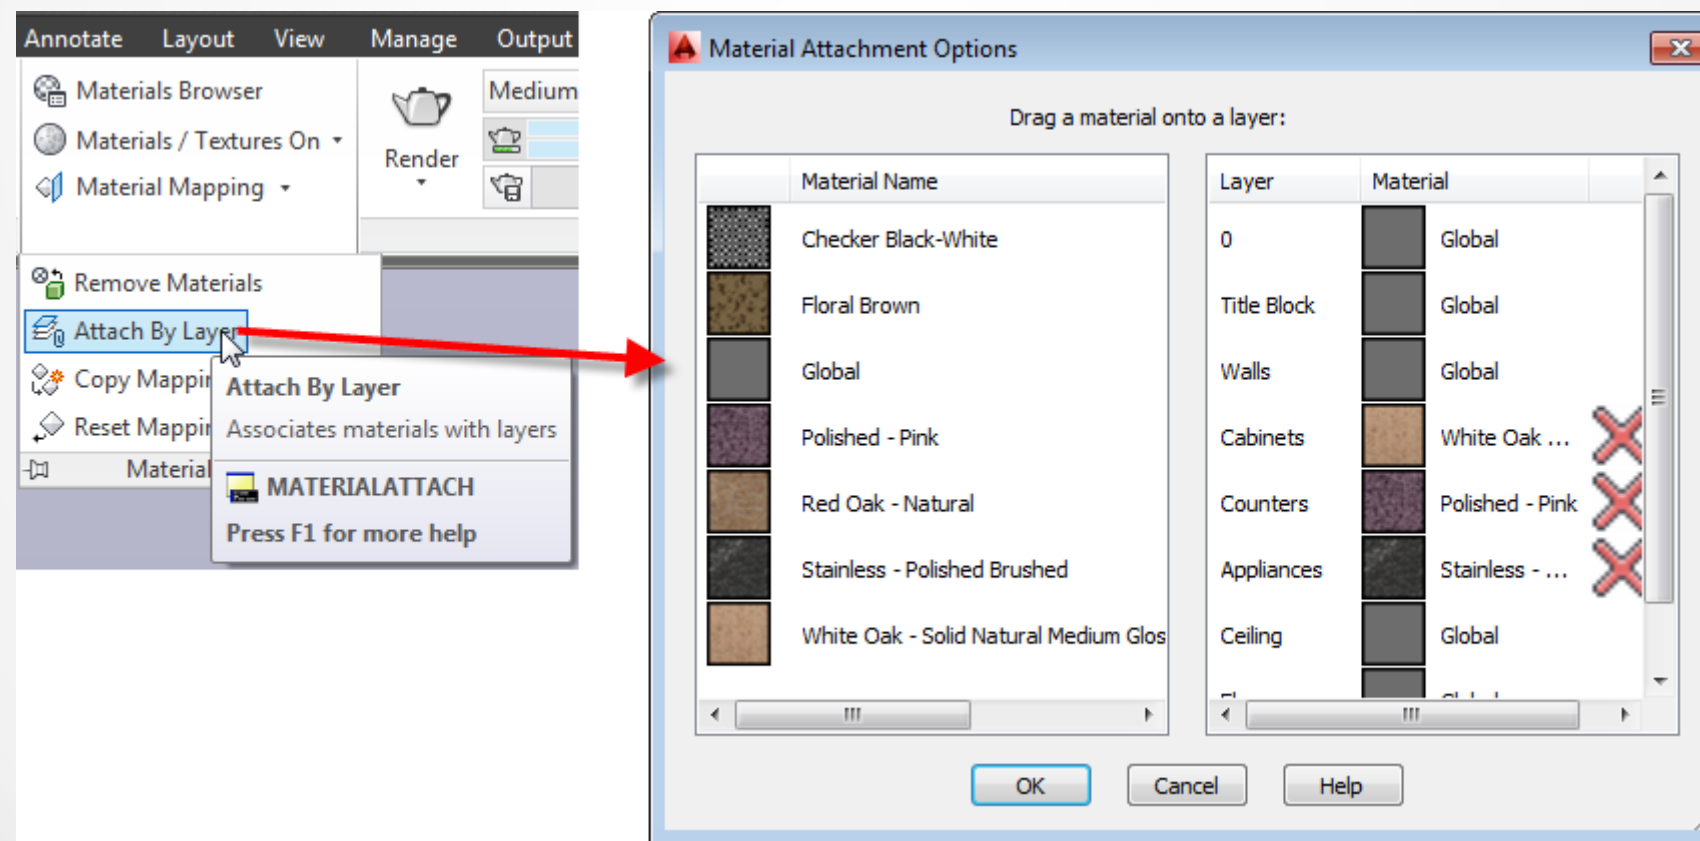 Annotate Layout View Manage Output
Materials Browser
Materials / Textures On
Material Mapping
Render
Medium
Remove Materials
Attach By Layer
Copy Mappin
Reset Mappin
Material
Attach By Layer
Associates materials with layers
MATERIALATTACH
Press F1 for more help
Material Attachment Options
Drag a material onto a layer:
Material Name
Checker Black-White
Floral Brown
Global
Polished - Pink
Red Oak - Natural
Stainless - Polished Brushed
White Oak - Solid Natural Medium Glos
Layer Material
0 Global
Title Block Global
Walls Global
Cabinets White Oak ...
Counters Polished - Pink
Appliances Stainless - ...
Ceiling Global
OK Cancel Help